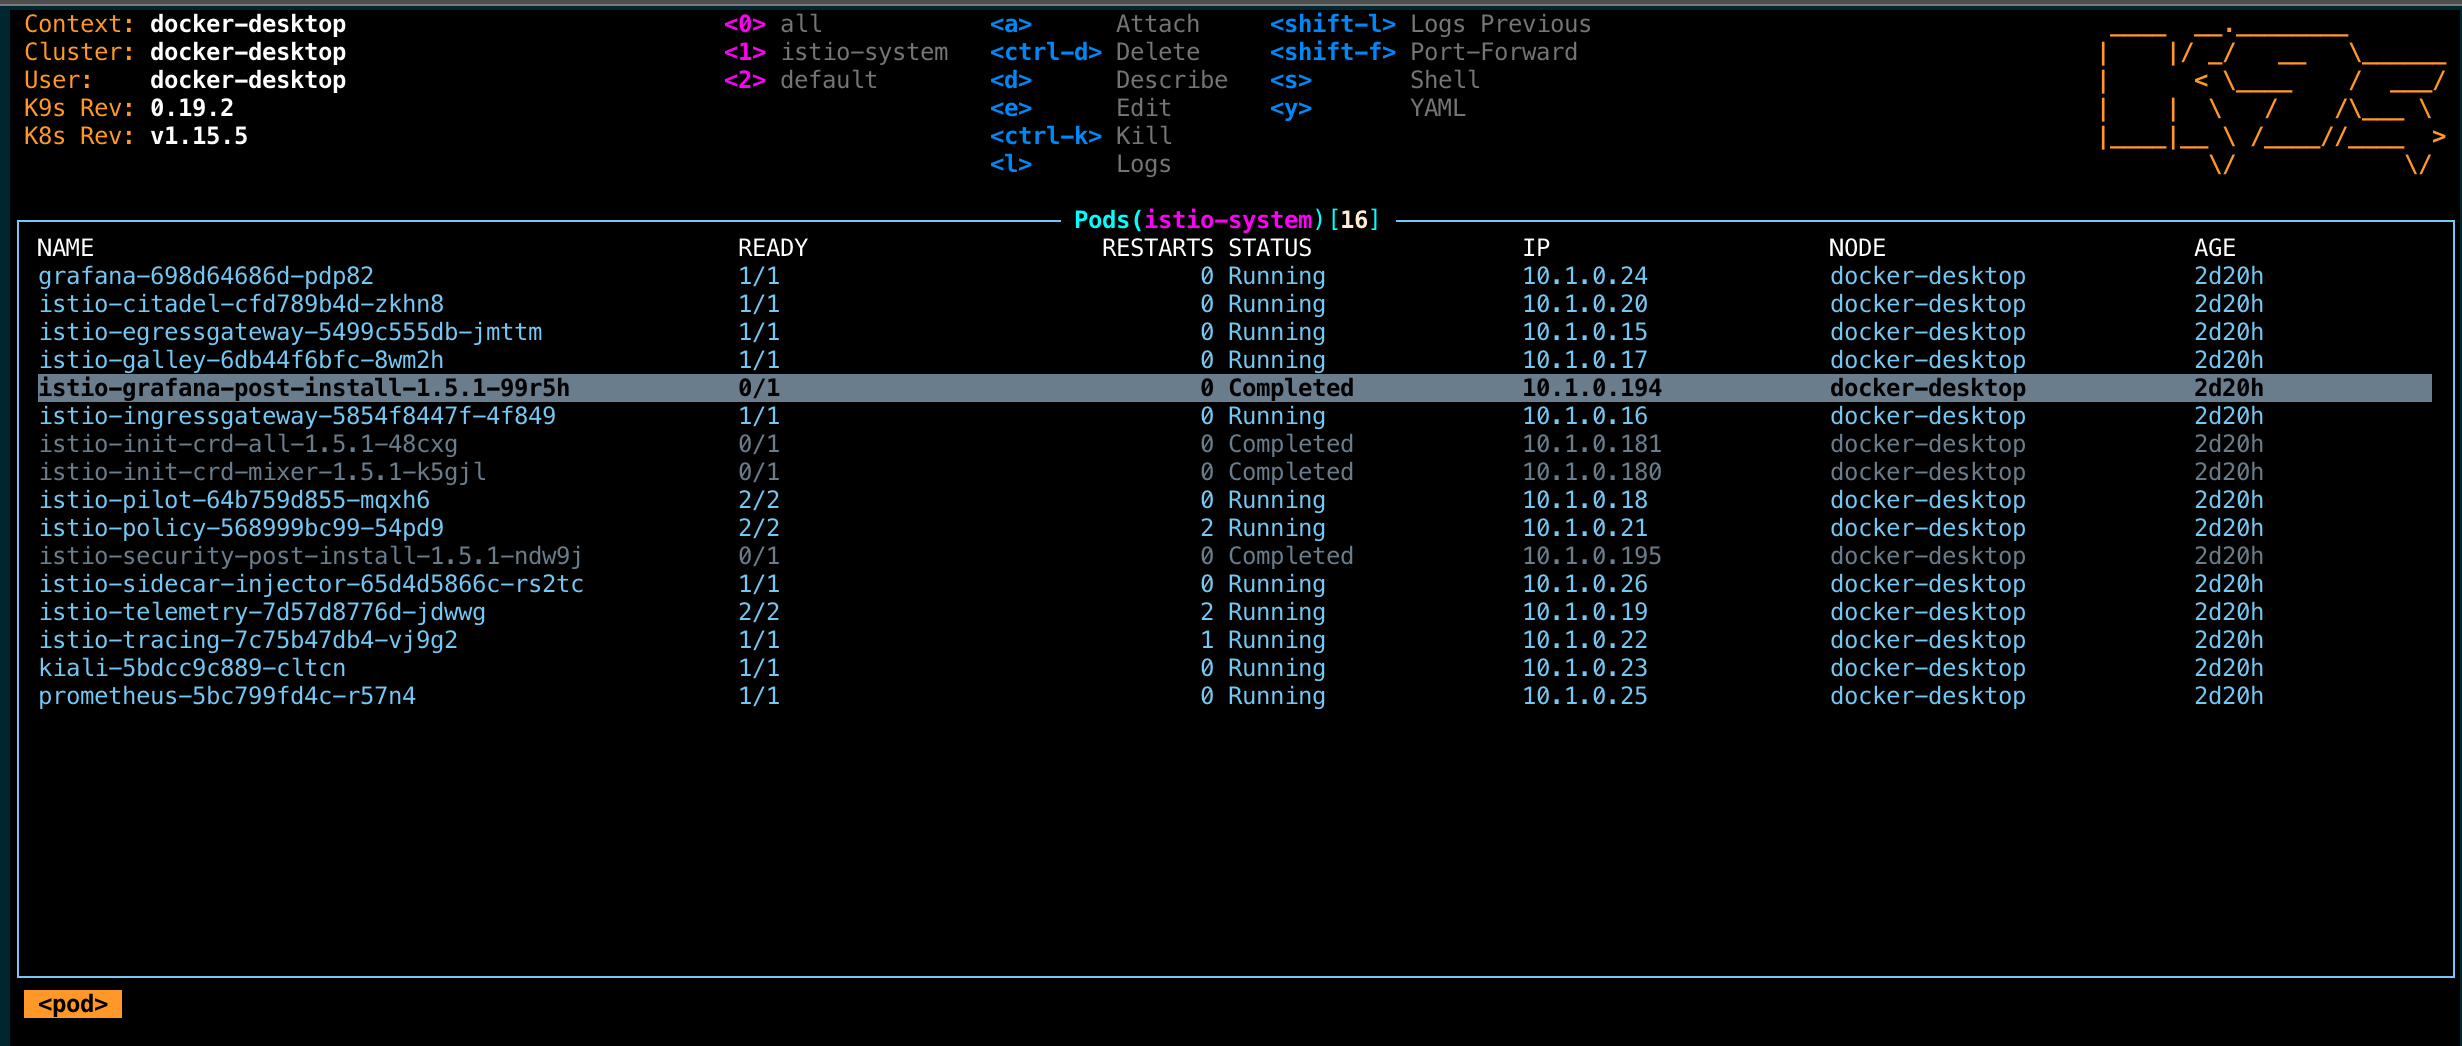 Context: docker-desktop <0> all <a> Attach <shift-l> Logs Previous
Cluster: docker-desktop <1> istio-system <ctrl-d> Delete <shift-f> Port-Forward
User: docker-desktop <2> default <d> Describe <s> Shell
K9s Rev: 0.19.2 <e> Edit <y> YAML
K8s Rev: v1.15.5 <ctrl-k> Kill
<l> Logs
K9s
Pods(istio-system)[16]
NAME READY RESTARTS STATUS IP NODE AGE
grafana-698d64686d-pdp82 1/1 0 Running 10.1.0.24 docker-desktop 2d20h
istio-citadel-cfd789b4d-zkhn8 1/1 0 Running 10.1.0.20 docker-desktop 2d20h
istio-egressgateway-5499c555db-jmttm 1/1 0 Running 10.1.0.15 docker-desktop 2d20h
istio-galley-6db44f6bfc-8wm2h 1/1 0 Running 10.1.0.17 docker-desktop 2d20h
istio-grafana-post-install-1.5.1-99r5h 0/1 0 Completed 10.1.0.194 docker-desktop 2d20h
istio-ingressgateway-5854f8447f-4f849 1/1 0 Running 10.1.0.16 docker-desktop 2d20h
istio-init-crd-all-1.5.1-48cxg 0/1 0 Completed 10.1.0.181 docker-desktop 2d20h
istio-init-crd-mixer-1.5.1-k5gjl 0/1 0 Completed 10.1.0.180 docker-desktop 2d20h
istio-pilot-64b759d855-mqxh6 2/2 0 Running 10.1.0.18 docker-desktop 2d20h
istio-policy-568999bc99-54pd9 2/2 2 Running 10.1.0.21 docker-desktop 2d20h
istio-security-post-install-1.5.1-ndw9j 0/1 0 Completed 10.1.0.195 docker-desktop 2d20h
istio-sidecar-injector-65d4d5866c-rs2tc 1/1 0 Running 10.1.0.26 docker-desktop 2d20h
istio-telemetry-7d57d8776d-jdwwg 2/2 2 Running 10.1.0.19 docker-desktop 2d20h
istio-tracing-7c75b47db4-vj9g2 1/1 1 Running 10.1.0.22 docker-desktop 2d20h
kiali-5bdcc9c889-cltcn 1/1 0 Running 10.1.0.23 docker-desktop 2d20h
prometheus-5bc799fd4c-r57n4 1/1 0 Running 10.1.0.25 docker-desktop 2d20h
<pod>